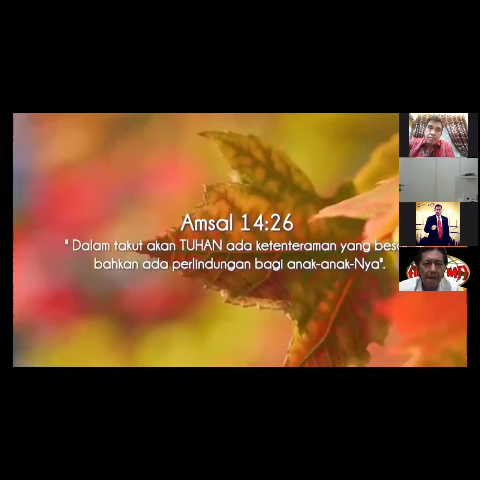 Amsal 14:26
" Dalam takut akan TUHAN ada ketenteraman yang
bahkan ada perlindungan bagi anak-anak-Nya".